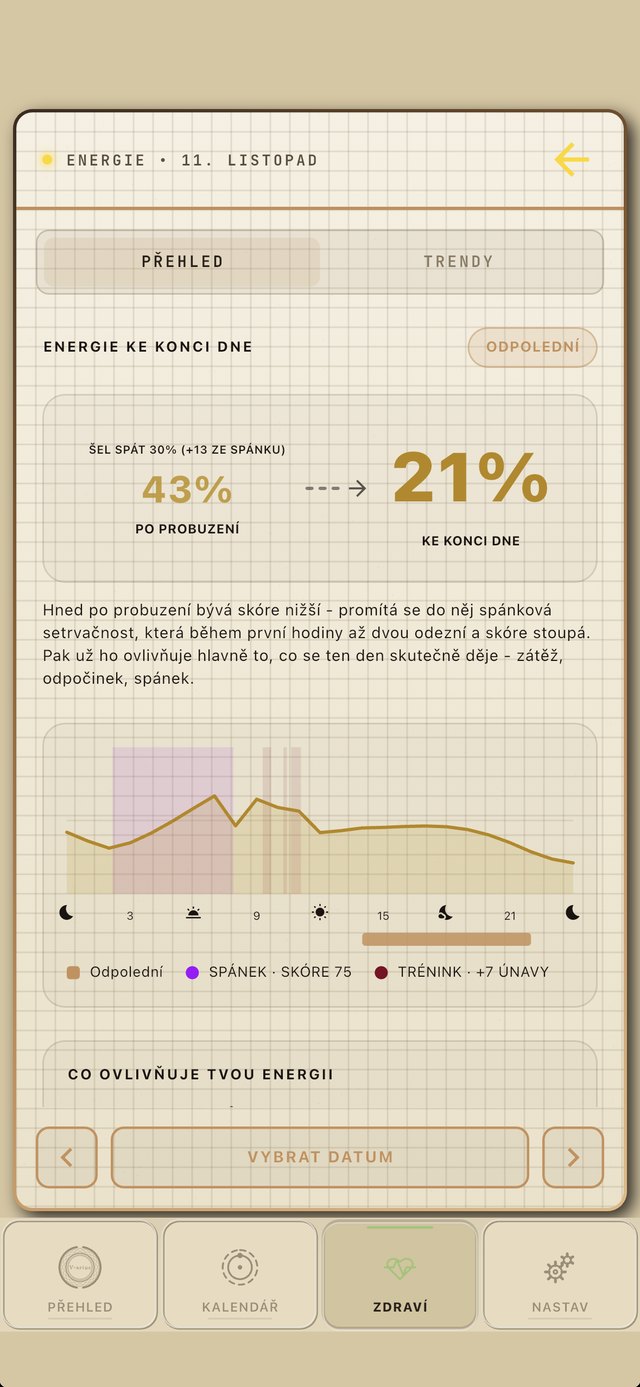 ENERGIE • 11. LISTOPAD
PŘEHLED
TRENDY
ENERGIE KE KONCI DNE
ODPOLEDNÍ
ŠEL SPÁT 30% (+13 ZE SPÁNKU)
43%
PO PROBUZENÍ
21%
KE KONCI DNE
Hned po probuzení bývá skóre nižší - promítá se do něj spánková
setrvačnost, která během první hodiny až dvou odezní a skóre stoupá.
Pak už ho ovlivňuje hlavně to, co se ten den skutečně děje - zátěž,
odpočinek, spánek.
3 9 15 21
Odpolední SPÁNEK · SKÓRE 75 TRÉNINK · +7 ÚNAVY
CO OVLIVŇUJE TVOU ENERGII
VYBRAT DATUM
PŘEHLED
KALENDÁŘ
ZDRAVÍ
NASTAV